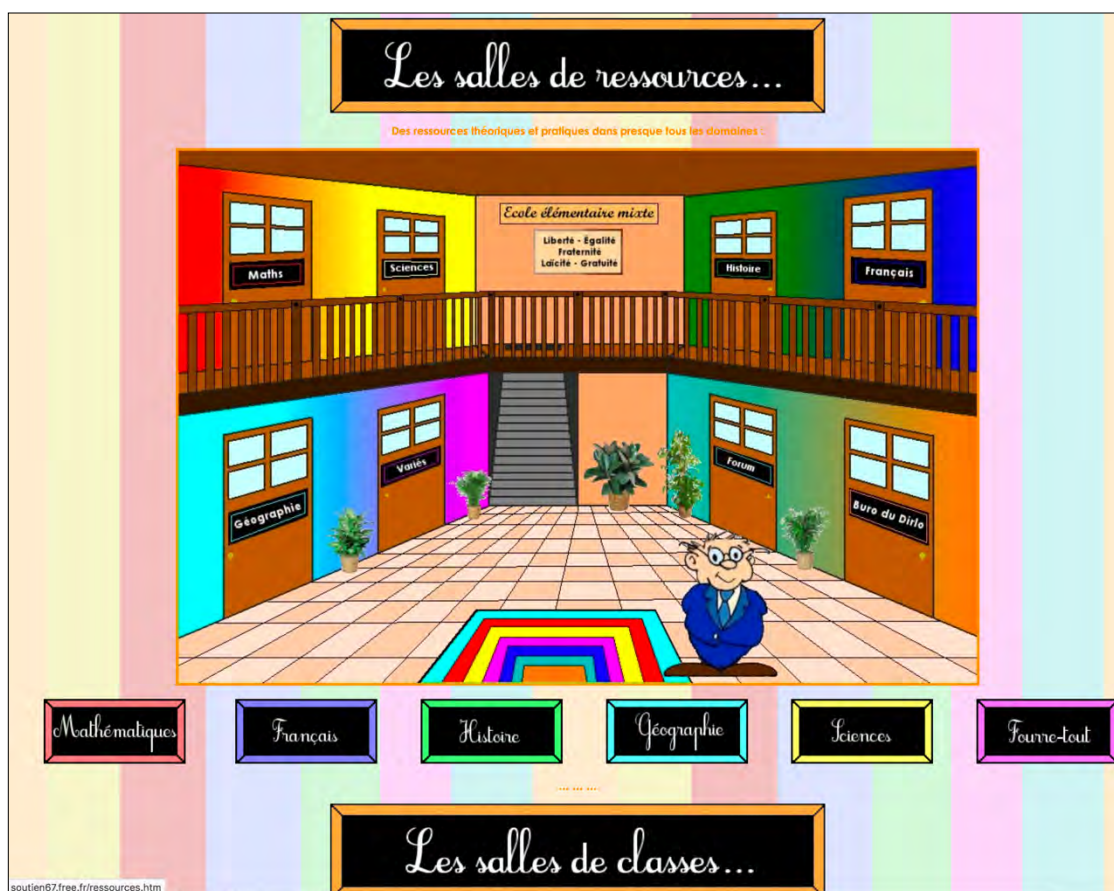 Les salles de ressources...
Des ressources théoriques et pratiques dans presque tous les domaines :
Ecole élémentaire mixte
Liberté - Égalité
Fraternité
Laïcité - Gratuité
Maths
Sciences
Histoire
Français
Géographie
Variés
Forum
Buro du Dirlo
Mathématiques
Français
Histoire
Géographie
Sciences
Fourre-tout
... ... ...
Les salles de classes...
soutien67.free.fr/ressources.htm